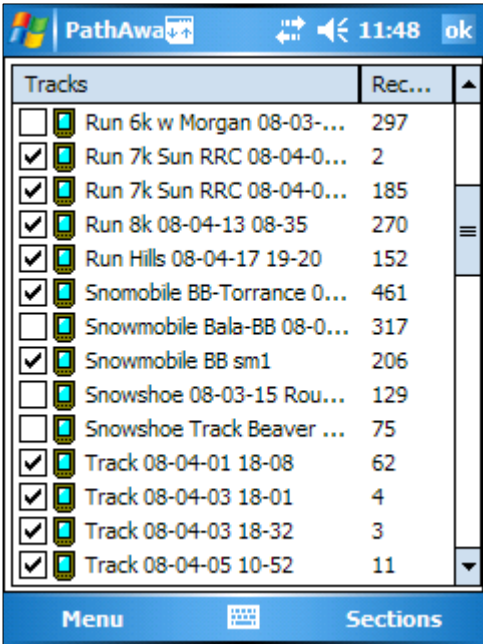 PathAwa 11:48 ok
Tracks Rec...
Run 6k w Morgan 08-03-... 297
Run 7k Sun RRC 08-04-0... 2
Run 7k Sun RRC 08-04-0... 185
Run 8k 08-04-13 08-35 270
Run Hills 08-04-17 19-20 152
Snomobile BB-Torrance 0... 461
Snowmobile Bala-BB 08-0... 317
Snowmobile BB sm1 206
Snowshoe 08-03-15 Rou... 129
Snowshoe Track Beaver ... 75
Track 08-04-01 18-08 62
Track 08-04-03 18-01 4
Track 08-04-03 18-32 3
Track 08-04-05 10-52 11
Menu Sections